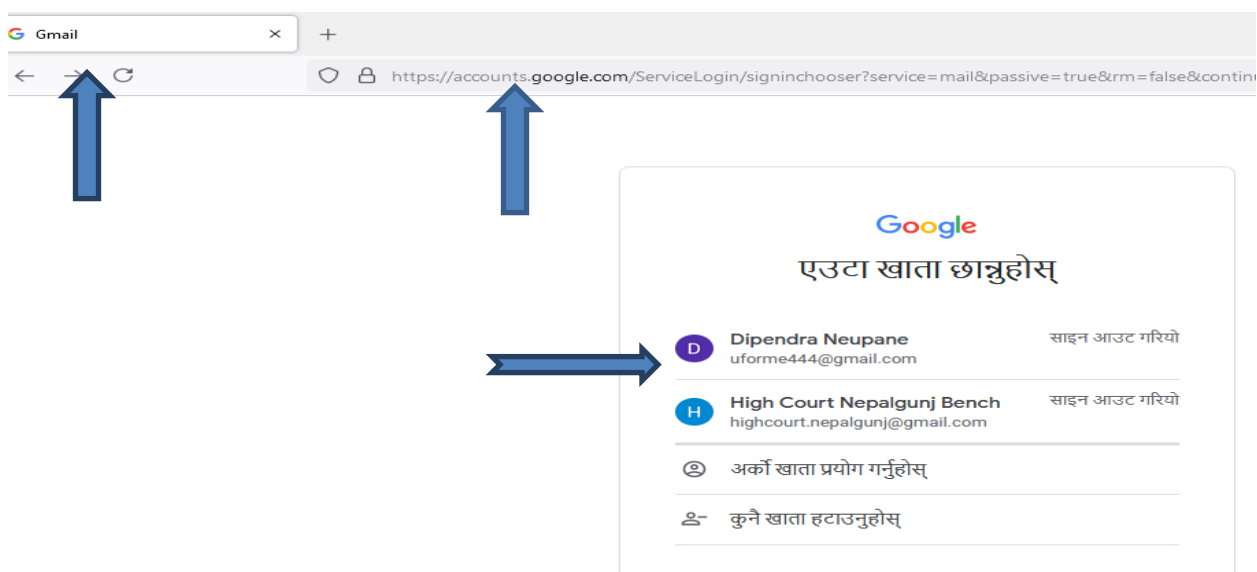 Gmail
https://accounts.google.com/ServiceLogin/signinchooser?service=mail&passive=true&rm=false&continu
Google
एउटा खाता छान्नुहोस्
D
Dipendra Neupane
साइन आउट गरियो
uforme444@gmail.com
H
High Court Nepalgunj Bench
साइन आउट गरियो
highcourt.nepalgunj@gmail.com
अर्को खाता प्रयोग गर्नुहोस्
कुनै खाता हटाउनुहोस्